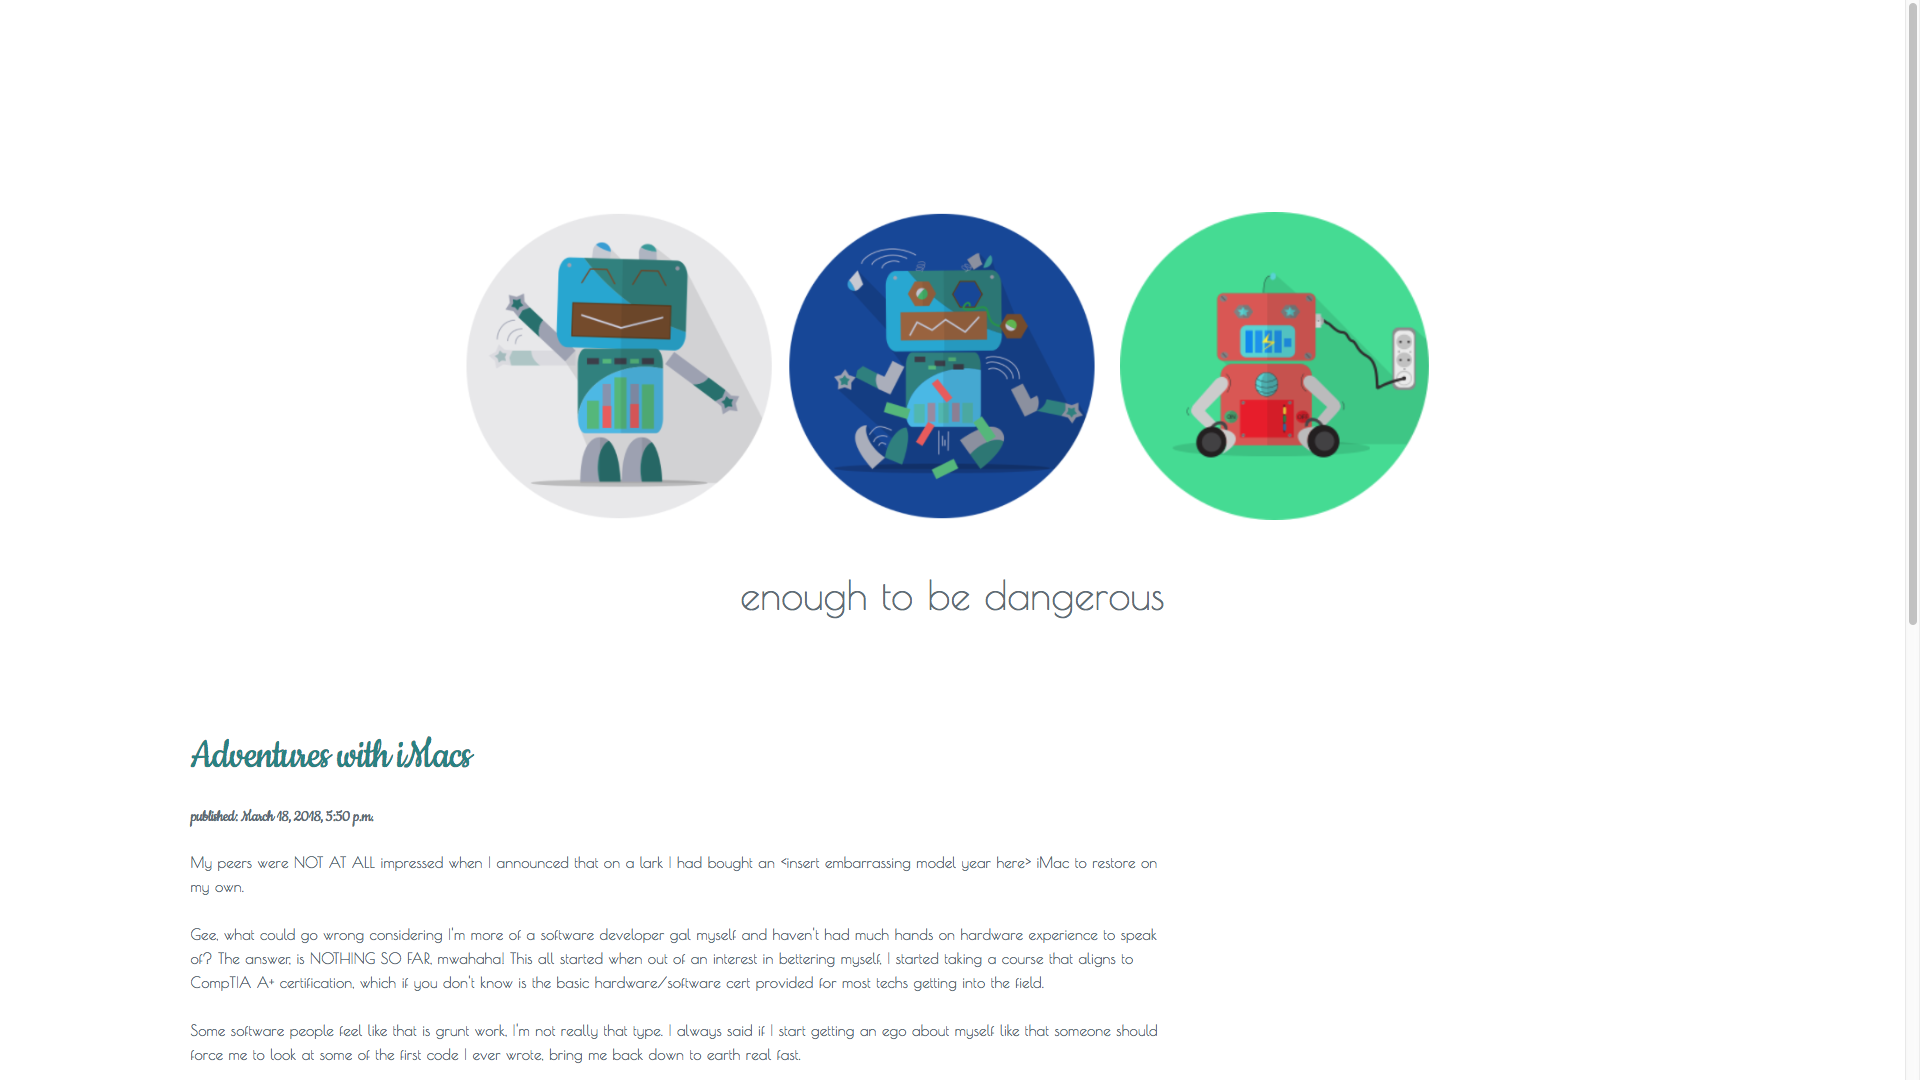 enough to be dangerous
Adventures with iMacs
published: March 18, 2018, 5:50 p.m.
My peers were NOT AT ALL impressed when I announced that on a lark I had bought an <insert embarrassing model year here> iMac to restore on
my own.
Gee, what could go wrong considering I'm more of a software developer gal myself and haven't had much hands on hardware experience to speak
of? The answer, is NOTHING SO FAR, mwahaha! This all started when out of an interest in bettering myself, I started taking a course that aligns to
CompTIA A+ certification, which if you don't know is the basic hardware/software cert provided for most techs getting into the field.
Some software people feel like that is grunt work, I'm not really that type. I always said if I start getting an ego about myself like that someone should
force me to look at some of the first code I ever wrote, bring me back down to earth real fast.